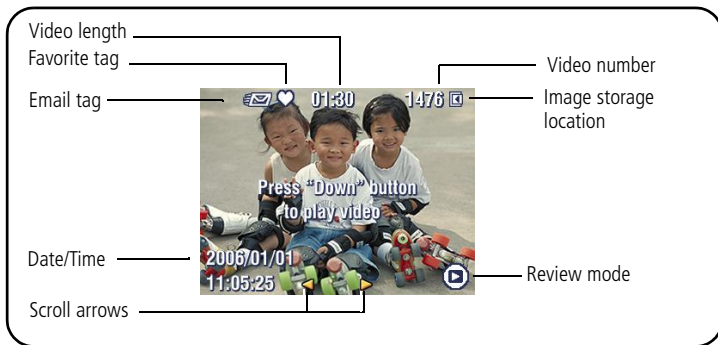 Video length
Favorite tag
Email tag
Video number
Image storage
location
01:30
1476
Press "Down" button
to play video
2006/01/01
11:05:25
Date/Time
Scroll arrows
Review mode